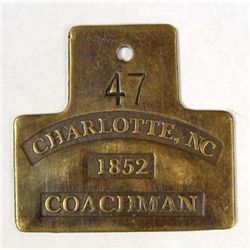 47
CHARLOTTE, NC
1852
COACHMAN